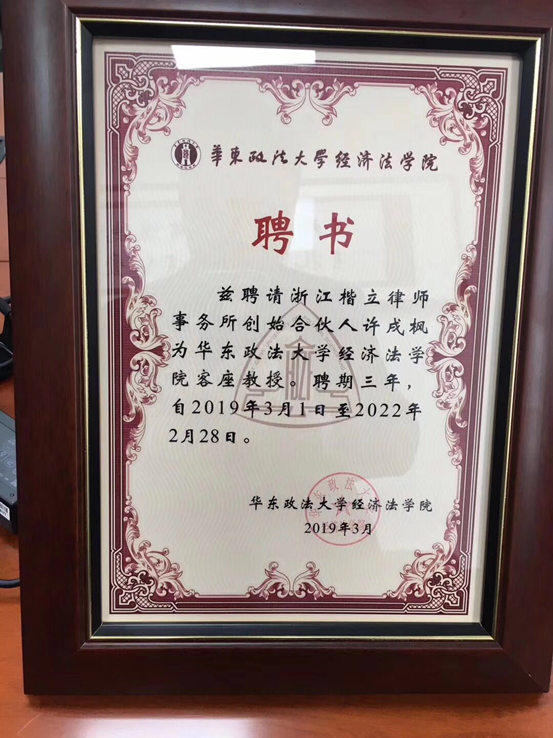 華東政法大學经济法学院
聘书
兹聘请浙江楷立律师
事务所创始合伙人许戌枫
为华东政法大学经济法学
院客座教授。聘期三年，
自2019年3月1日至2022年
2月28日。
华东政法大学经济法学院
2019年3月